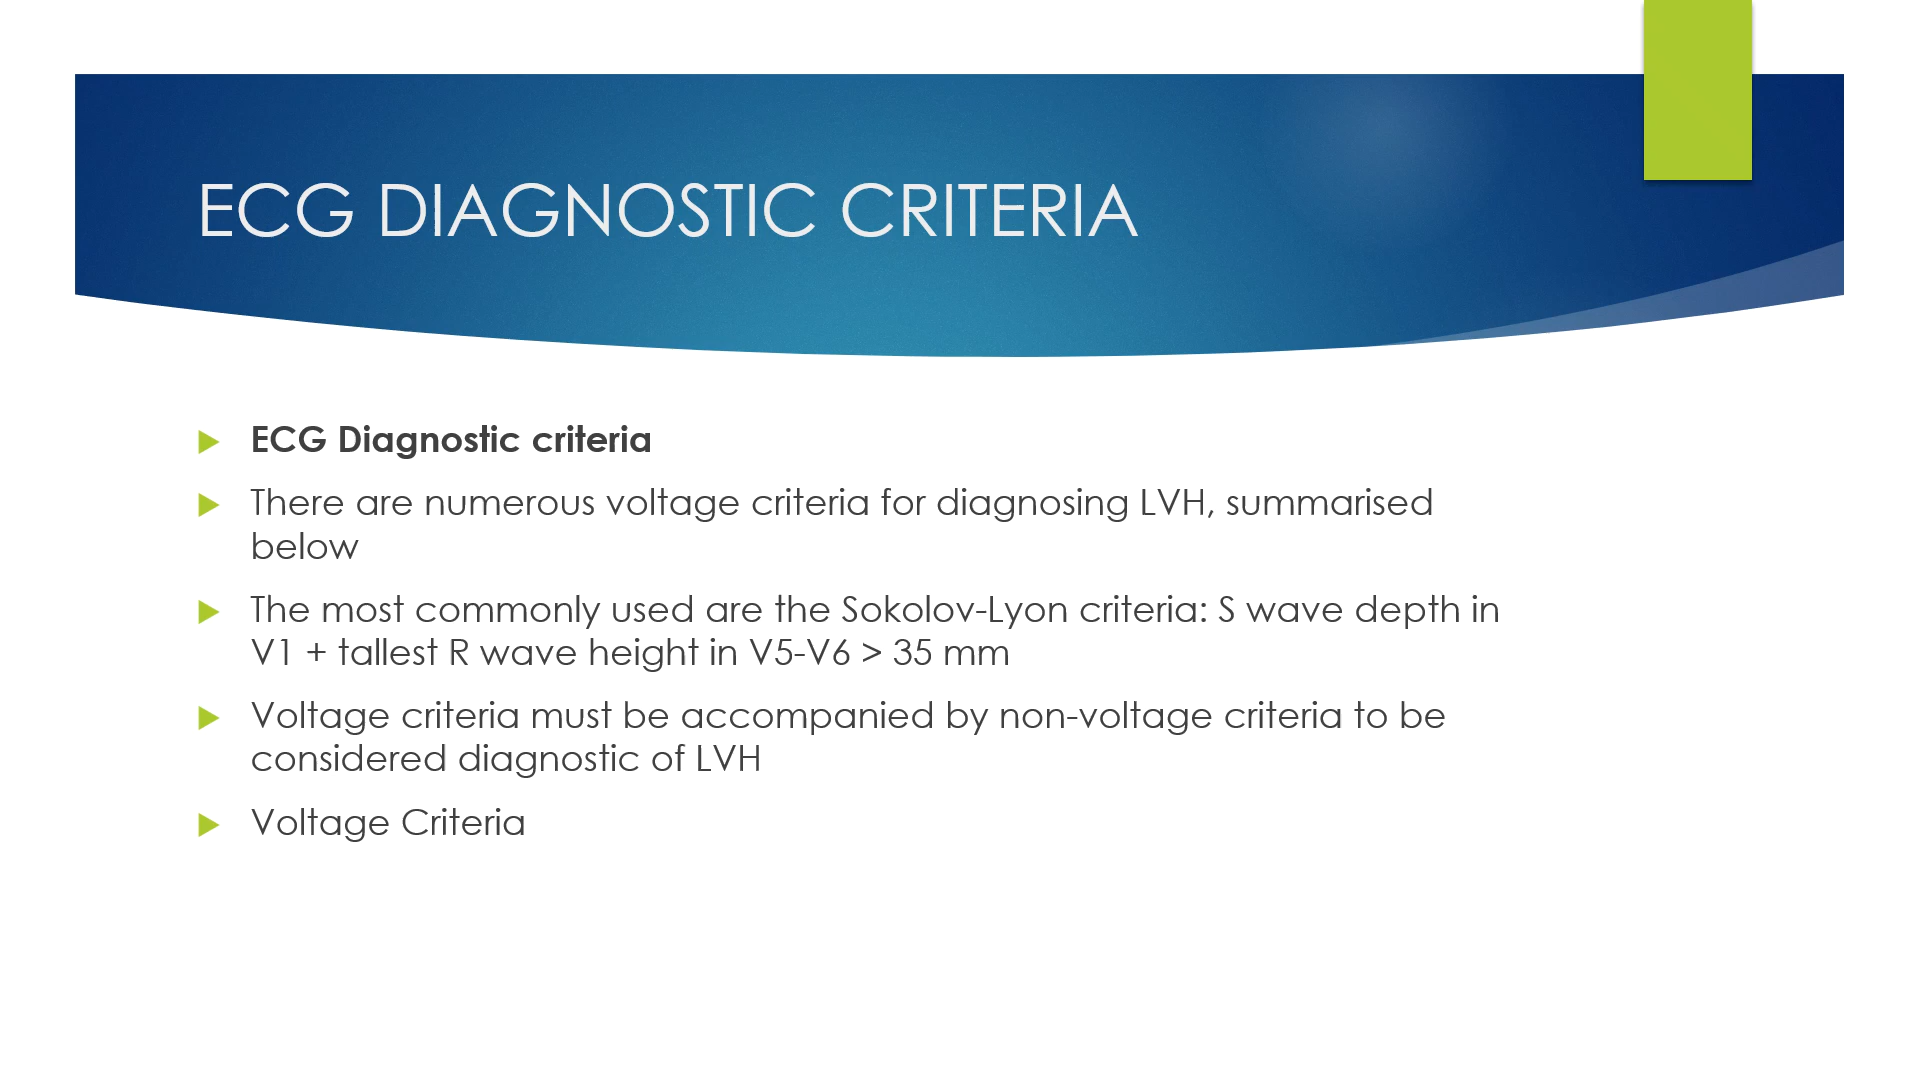 ECG DIAGNOSTIC CRITERIA
ECG Diagnostic criteria
There are numerous voltage criteria for diagnosing LVH, summarised
below
The most commonly used are the Sokolov-Lyon criteria: S wave depth in
V1 + tallest R wave height in V5-V6 > 35 mm
Voltage criteria must be accompanied by non-voltage criteria to be
considered diagnostic of LVH
Voltage Criteria